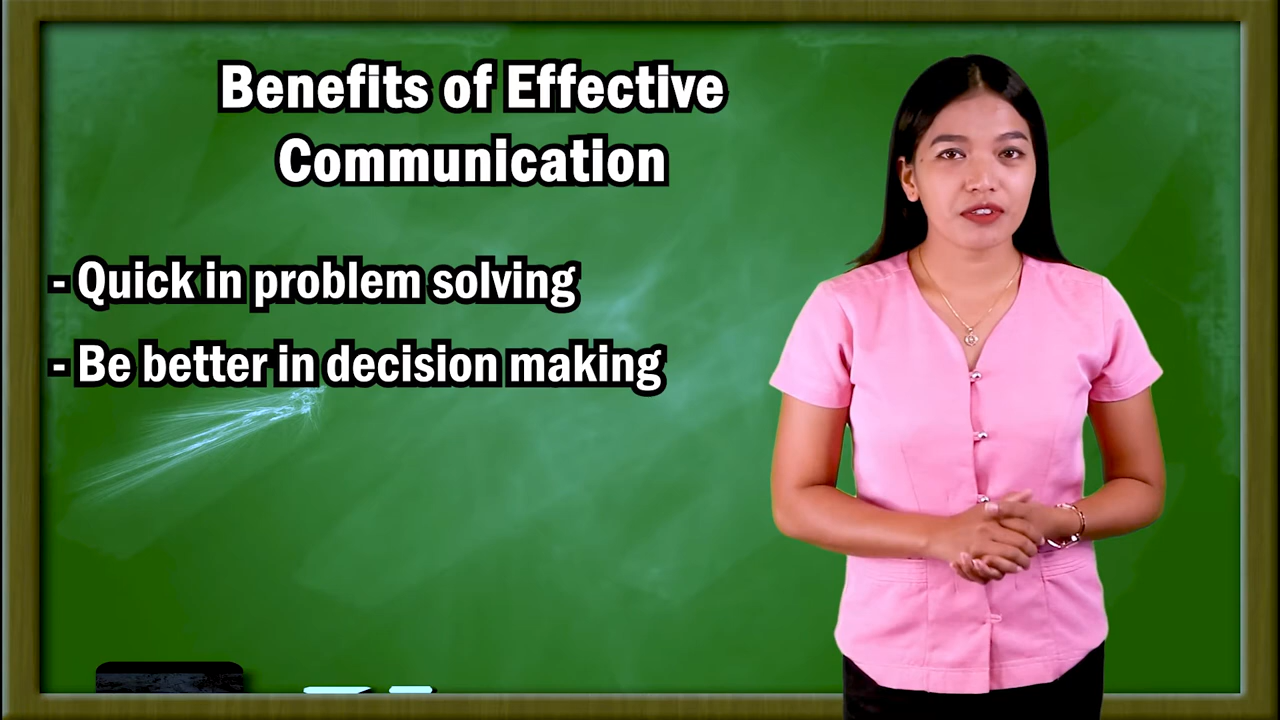 Benefits of Effective
Communication
- Quick in problem solving
- Be better in decision making